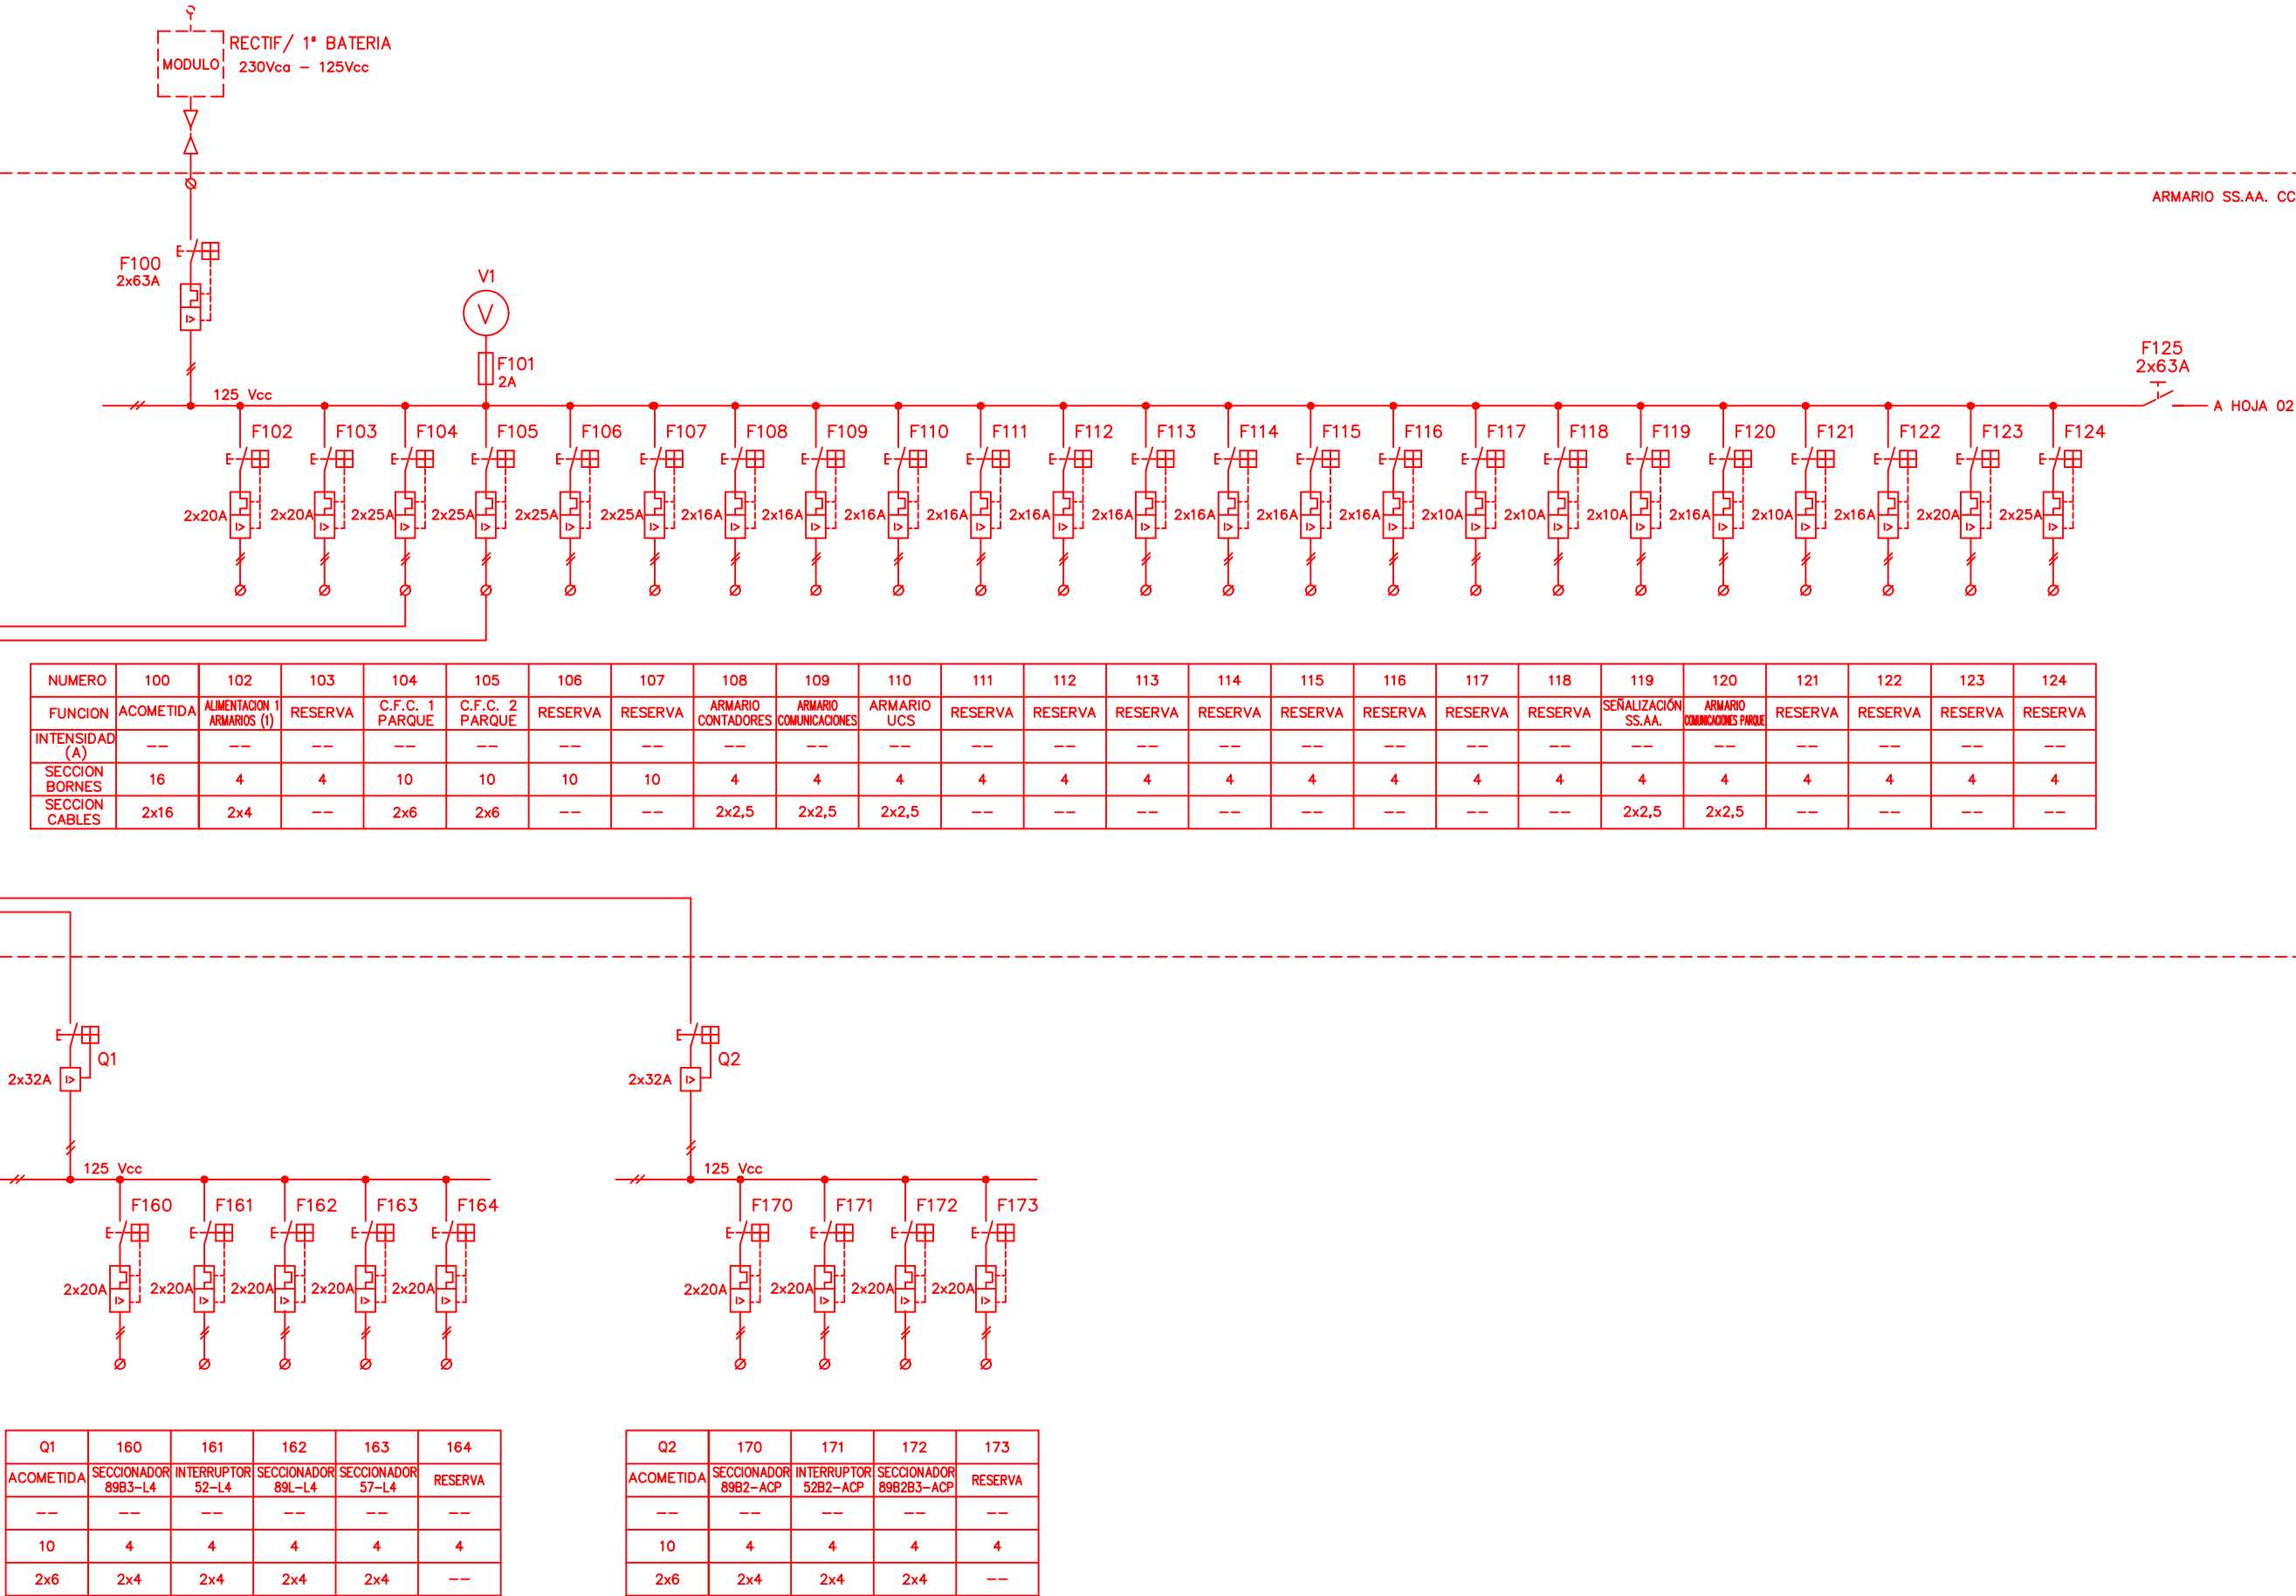 RECTIF/ 1ª BATERIA
MODULO
230Vca - 125Vcc
ARMARIO SS.AA. CC
F100
2x63A
V1
V
F101
2A
F125
2x63A
125 Vcc
A HOJA 02
F102 F103 F104 F105 F106 F107 F108 F109 F110 F111 F112 F113 F114 F115 F116 F117 F118 F119 F120 F121 F122 F123 F124
2x20A 2x20A 2x25A 2x25A 2x25A 2x25A 2x16A 2x16A 2x16A 2x16A 2x16A 2x16A 2x16A 2x16A 2x16A 2x10A 2x10A 2x10A 2x16A 2x10A 2x16A 2x20A 2x25A
I> I> I> I> I> I> I> I> I> I> I> I> I> I> I> I> I> I> I> I> I> I> I> I>
NUMERO 100 102 103 104 105 106 107 108 109 110 111 112 113 114 115 116 117 118 119 120 121 122 123 124
FUNCION ACOMETIDA ALIMENTACION 1 ARMARIOS (1) RESERVA C.F.C. 1 PARQUE C.F.C. 2 PARQUE RESERVA RESERVA ARMARIO CONTADORES ARMARIO COMUNICACIONES ARMARIO UCS RESERVA RESERVA RESERVA RESERVA RESERVA RESERVA RESERVA RESERVA SEÑALIZACIÓN SS.AA. ARMARIO COMUNICACIONES PARQUE RESERVA RESERVA RESERVA RESERVA
INTENSIDAD (A) -- -- -- -- -- -- -- -- -- -- -- -- -- -- -- -- -- -- -- -- -- -- -- --
SECCION BORNES 16 4 4 10 10 10 10 4 4 4 4 4 4 4 4 4 4 4 4 4 4 4 4 4
SECCION CABLES 2x16 2x4 -- 2x6 2x6 -- -- 2x2,5 2x2,5 2x2,5 -- -- -- -- -- -- -- -- 2x2,5 2x2,5 -- -- -- --
Q1
2x32A I>
125 Vcc
F160 F161 F162 F163 F164
2x20A 2x20A 2x20A 2x20A 2x20A
I> I> I> I> I>
Q2
2x32A I>
125 Vcc
F170 F171 F172 F173
2x20A 2x20A 2x20A 2x20A
I> I> I> I>
Q1 160 161 162 163 164
ACOMETIDA SECCIONADOR 89B3-L4 INTERRUPTOR 52-L4 SECCIONADOR 89L-L4 SECCIONADOR 57-L4 RESERVA
-- -- -- -- -- --
10 4 4 4 4 4
2x6 2x4 2x4 2x4 2x4 --
Q2 170 171 172 173
ACOMETIDA SECCIONADOR 89B2-ACP INTERRUPTOR 52B2-ACP SECCIONADOR 89B2B3-ACP RESERVA
-- -- -- -- --
10 4 4 4 4
2x6 2x4 2x4 2x4 --